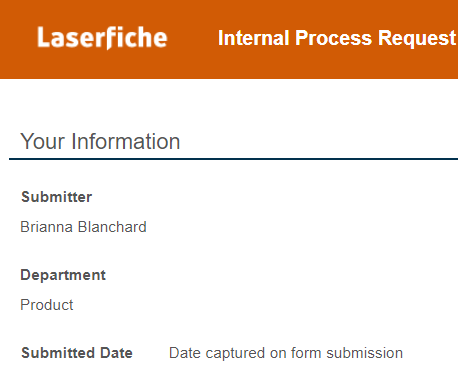 Laserfiche Internal Process Request
Your Information
Submitter
Brianna Blanchard
Department
Product
Submitted Date Date captured on form submission